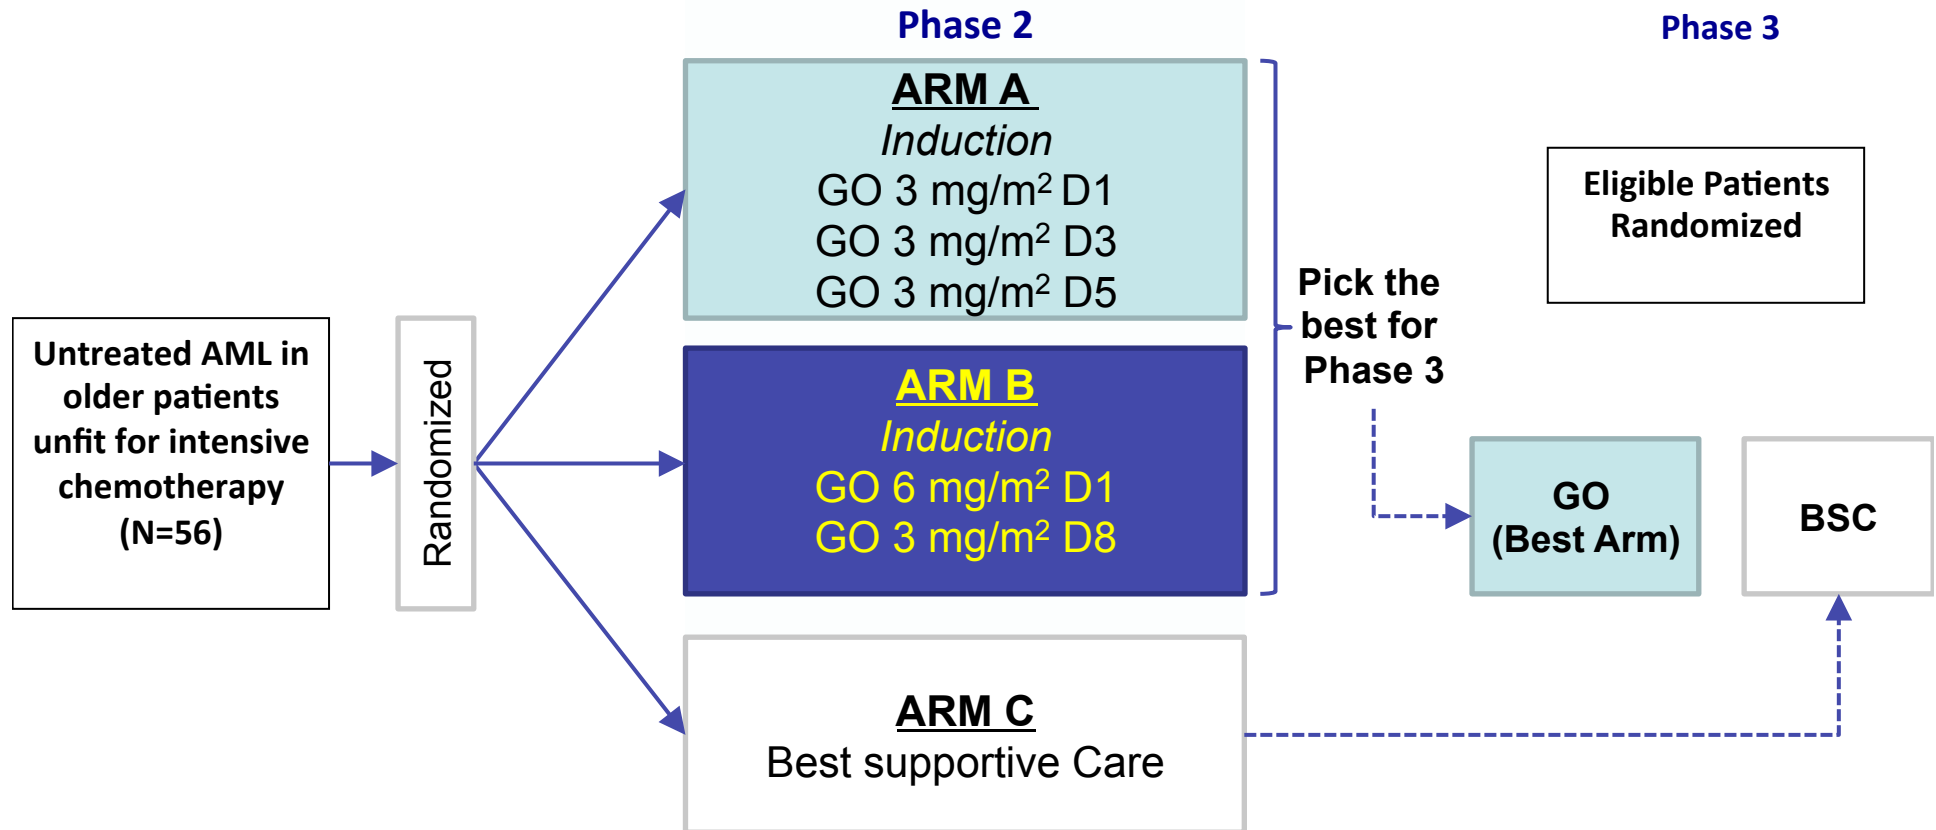 Phase 2
Phase 3
Untreated AML in
older patients
unfit for intensive
chemotherapy
(N=56)
Randomized
ARM A
Induction
GO 3 mg/m² D1
GO 3 mg/m² D3
GO 3 mg/m² D5
ARM B
Induction
GO 6 mg/m² D1
GO 3 mg/m² D8
ARM C
Best supportive Care
Pick the
best for
Phase 3
Eligible Patients
Randomized
GO
(Best Arm)
BSC